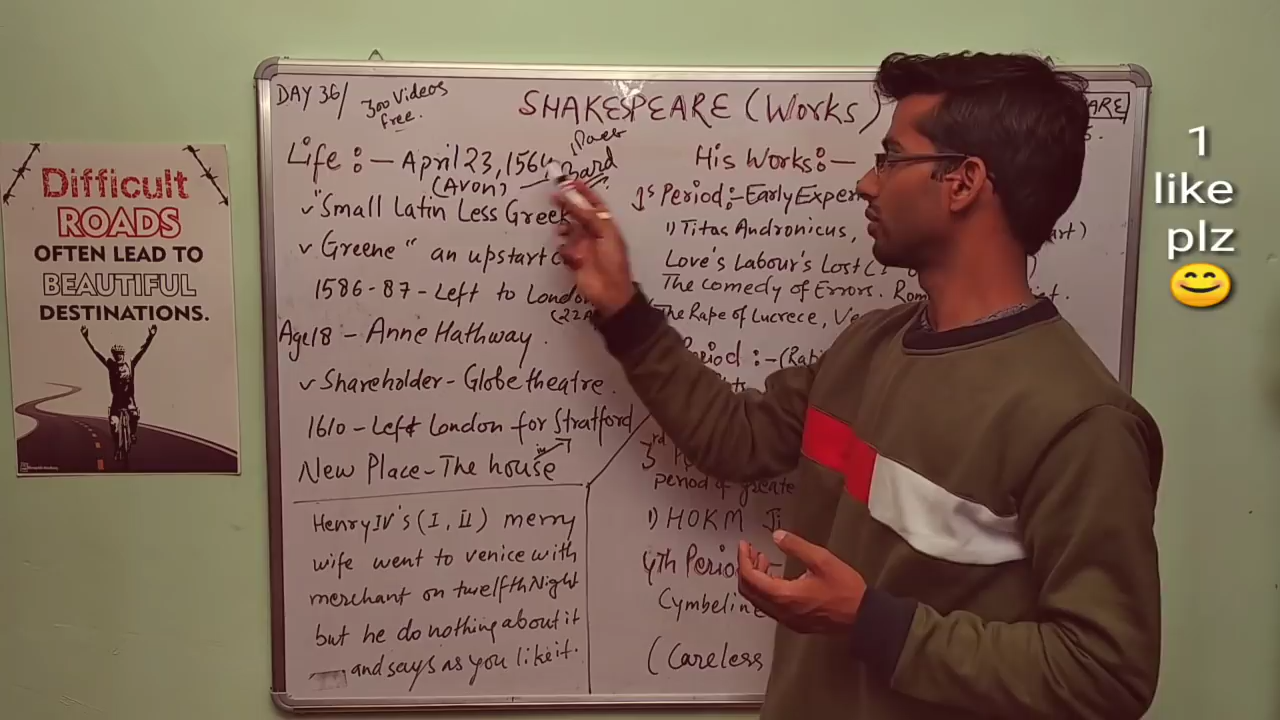 Difficult
ROADS
OFTEN LEAD TO
BEAUTIFUL
DESTINATIONS.
DAY 36/
300 Videos
free.
SHAKESPEARE (Works)
Life :- April 23, 1564
Bard
(Avon)
✓ "Small Latin Less Greek
✓ Greene" an upstart
1586-87 - Left to London
Age 18 - Anne Hathway.
✓ Shareholder - Globe theatre.
1610 - Left London for Stratford
in
New Place - The house
Henry IV's (I, II) merry
wife went to venice with
merchant on twelfth Night
but he do nothing about it
and says as you like it.
His Works :-
1st Period :- Early
1) Titas Andronicus,
Love's Labour's Lost
The comedy of Errors.
The Rape of Lucrece,
Period :-
3rd
period of greate
1) HOKM Ji
4th Period
Cymbeline
(Careless
1
like
plz